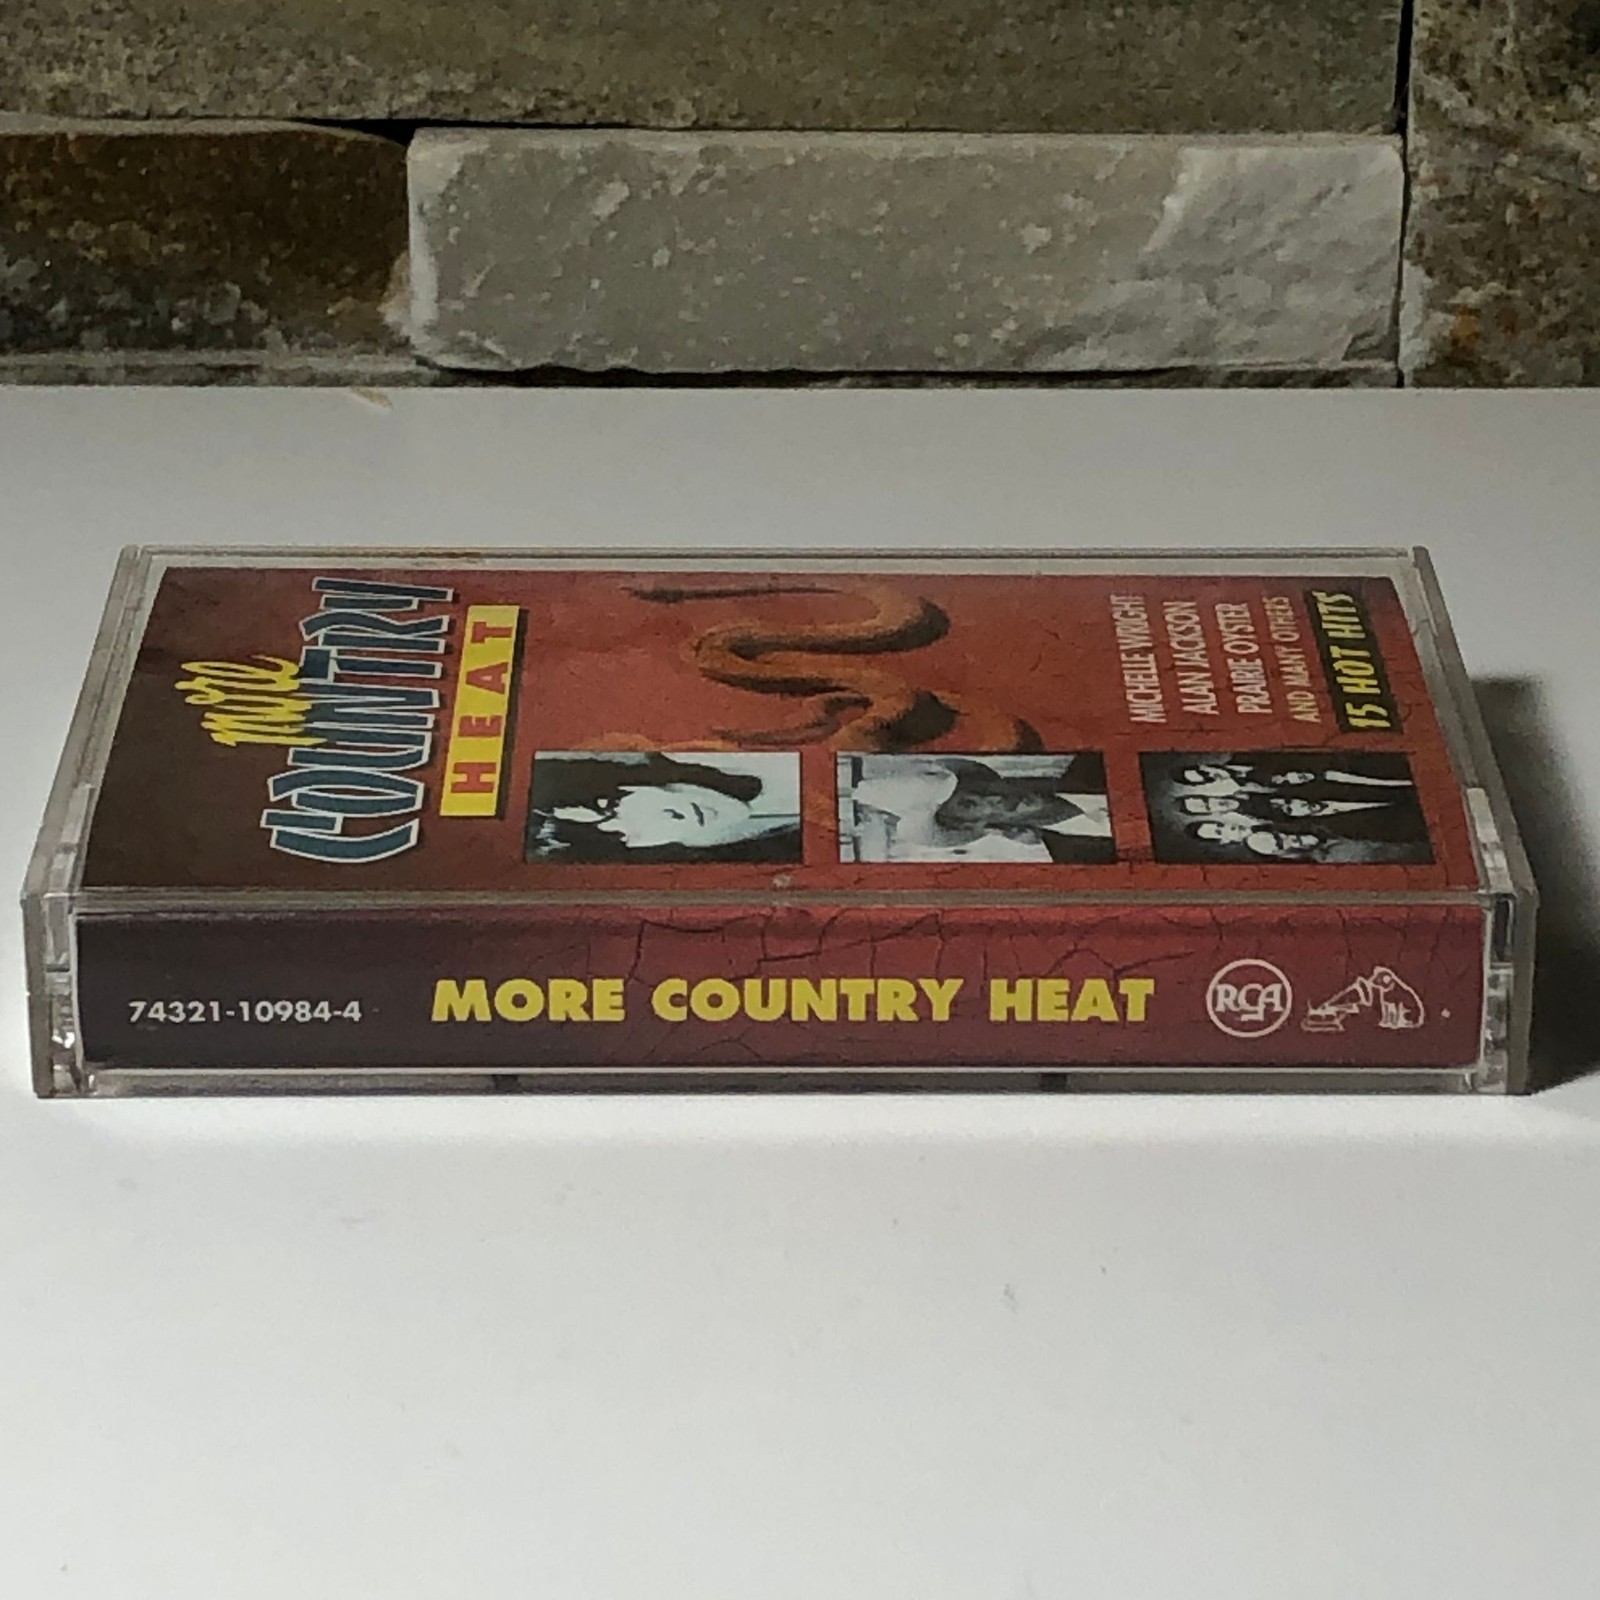 more
COUNTRY
HEAT
MICHELLE WRIGHT
ALAN JACKSON
PRAIRIE OYSTER
AND MANY OTHERS
15 HOT HITS
74321-10984-4 MORE COUNTRY HEAT RCA